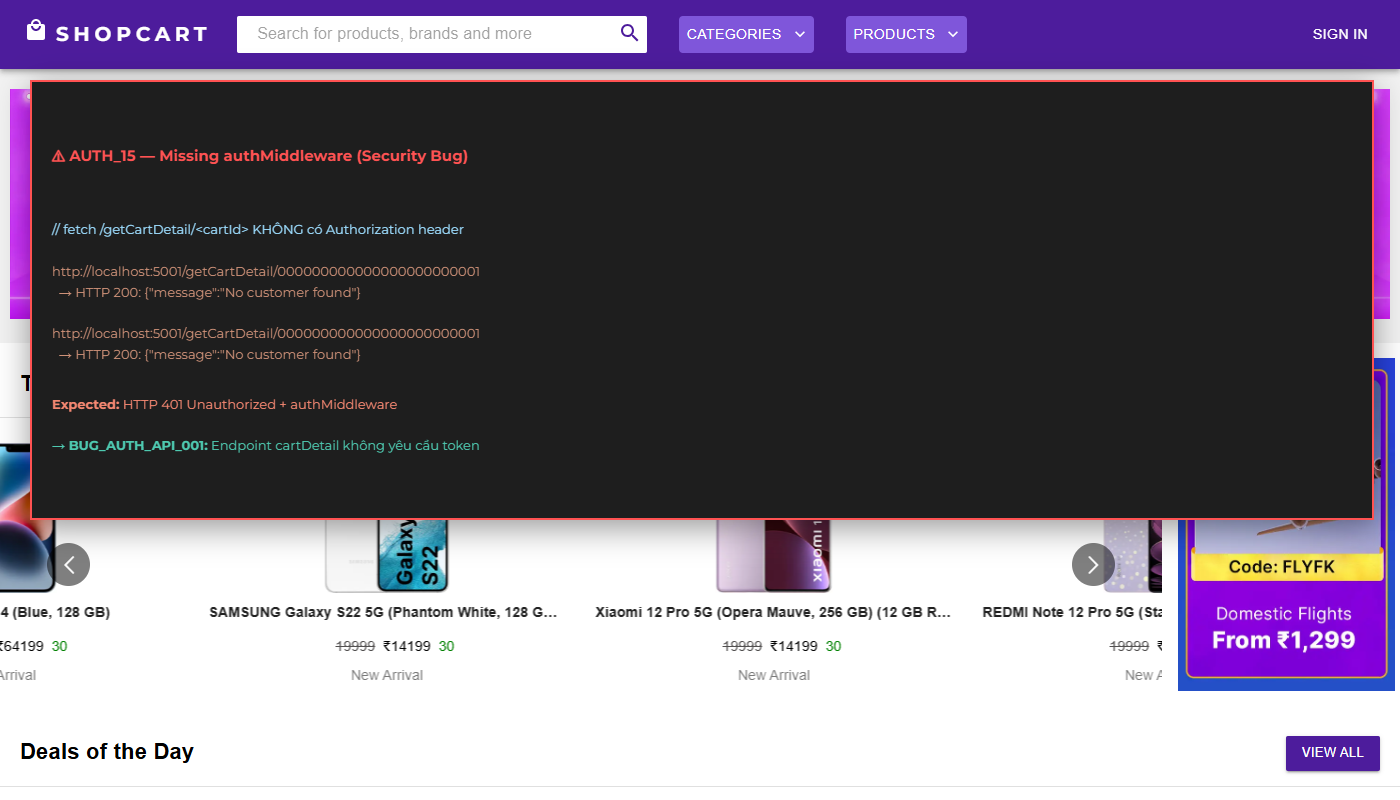 SHOPCART
Search for products, brands and more
CATEGORIES
PRODUCTS
SIGN IN
⚠ AUTH_15 — Missing authMiddleware (Security Bug)
// fetch /getCartDetail/<cartId> KHÔNG có Authorization header
http://localhost:5001/getCartDetail/000000000000000000000001
→ HTTP 200: {"message":"No customer found"}
http://localhost:5001/getCartDetail/000000000000000000000001
→ HTTP 200: {"message":"No customer found"}
Expected: HTTP 401 Unauthorized + authMiddleware
→ BUG_AUTH_API_001: Endpoint cartDetail không yêu cầu token
T
Galaxy
S22
xiaomi 1
4 (Blue, 128 GB)
₹64199 30
Arrival
SAMSUNG Galaxy S22 5G (Phantom White, 128 G...
19999 ₹14199 30
New Arrival
Xiaomi 12 Pro 5G (Opera Mauve, 256 GB) (12 GB R...
19999 ₹14199 30
New Arrival
REDMI Note 12 Pro 5G (Sta
19999 ₹
New A
Code: FLYFK
Domestic Flights
From ₹1,299
Deals of the Day
VIEW ALL